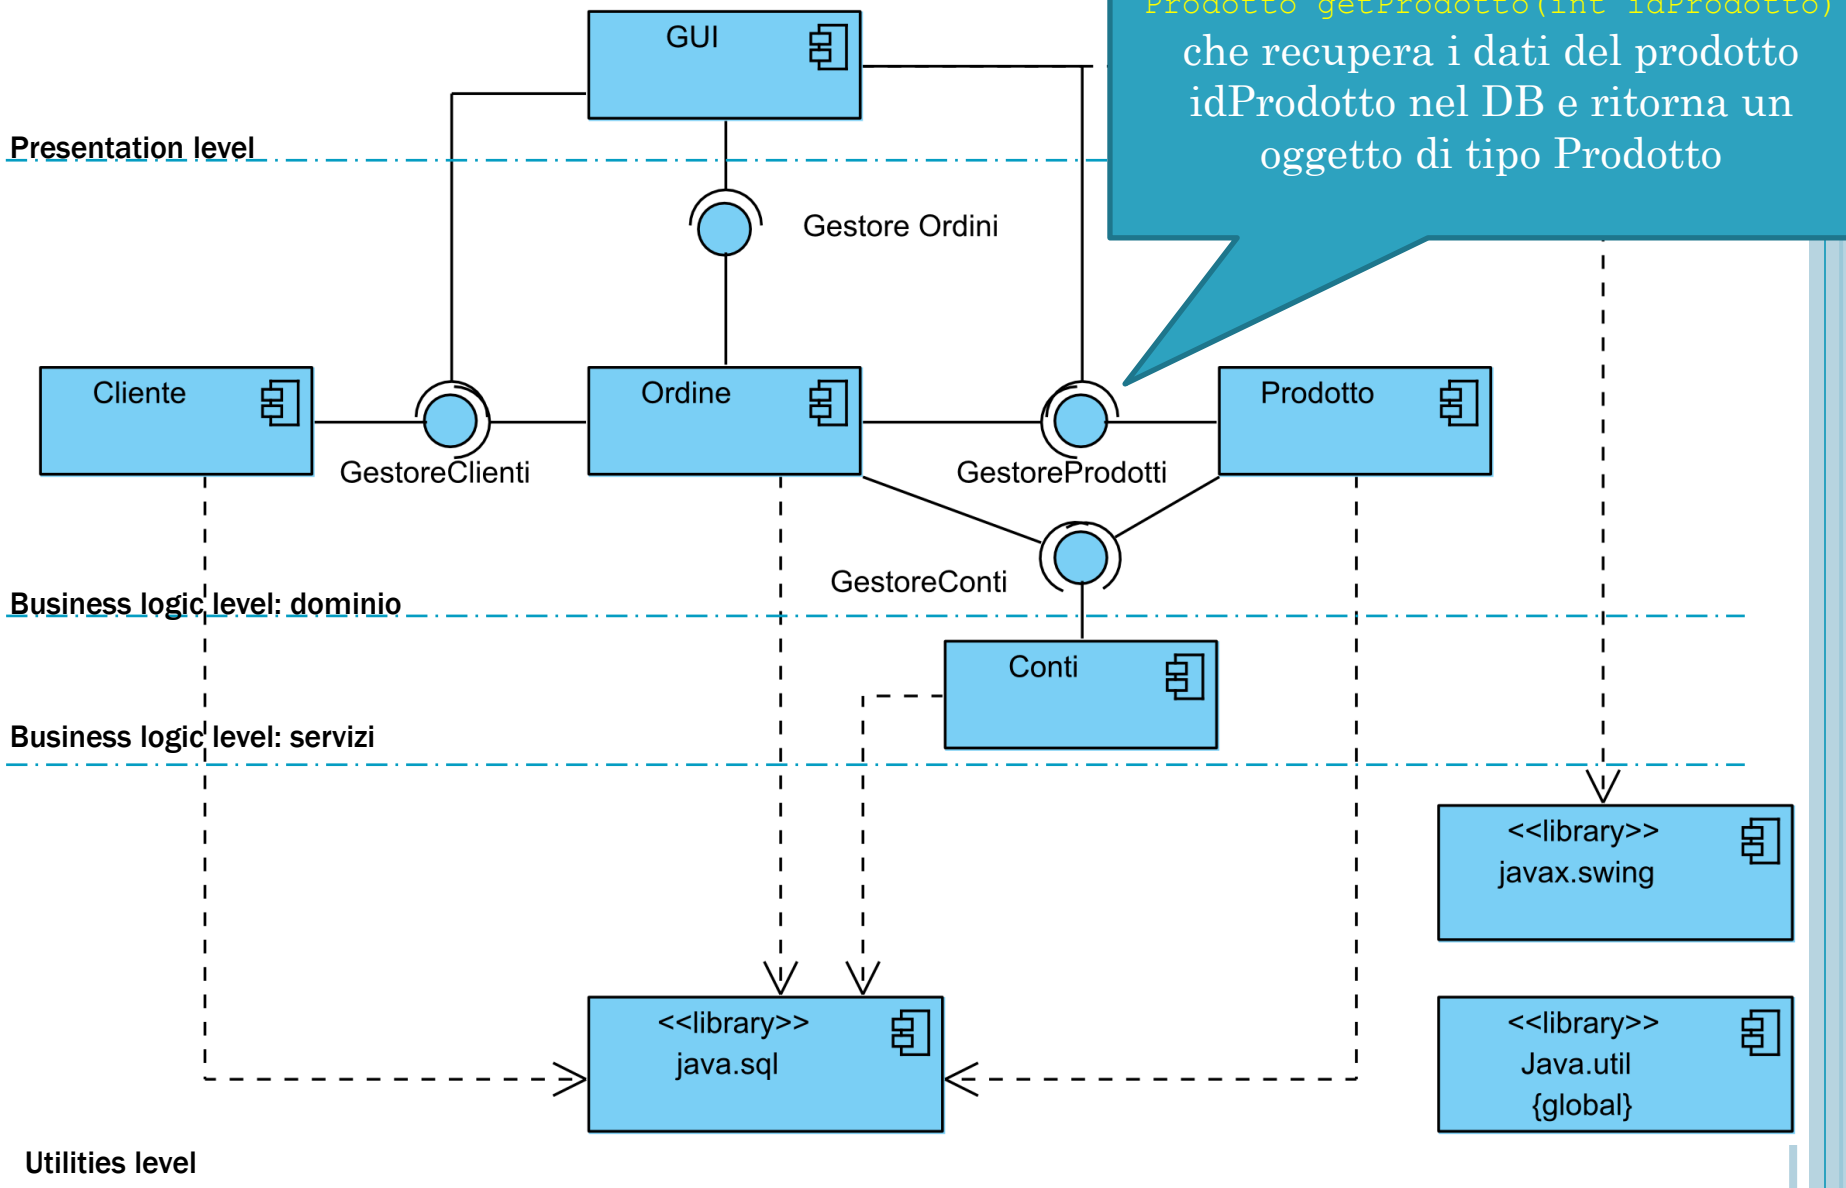 Prodotto getProdotto(int idProdotto)
che recupera i dati del prodotto
idProdotto nel DB e ritorna un
oggetto di tipo Prodotto
GUI
Presentation level
Gestore Ordini
Cliente
Ordine
Prodotto
GestoreClienti
GestoreProdotti
GestoreConti
Business logic level: dominio
Conti
Business logic level: servizi
<<library>>
javax.swing
<<library>>
java.sql
<<library>>
Java.util
{global}
Utilities level